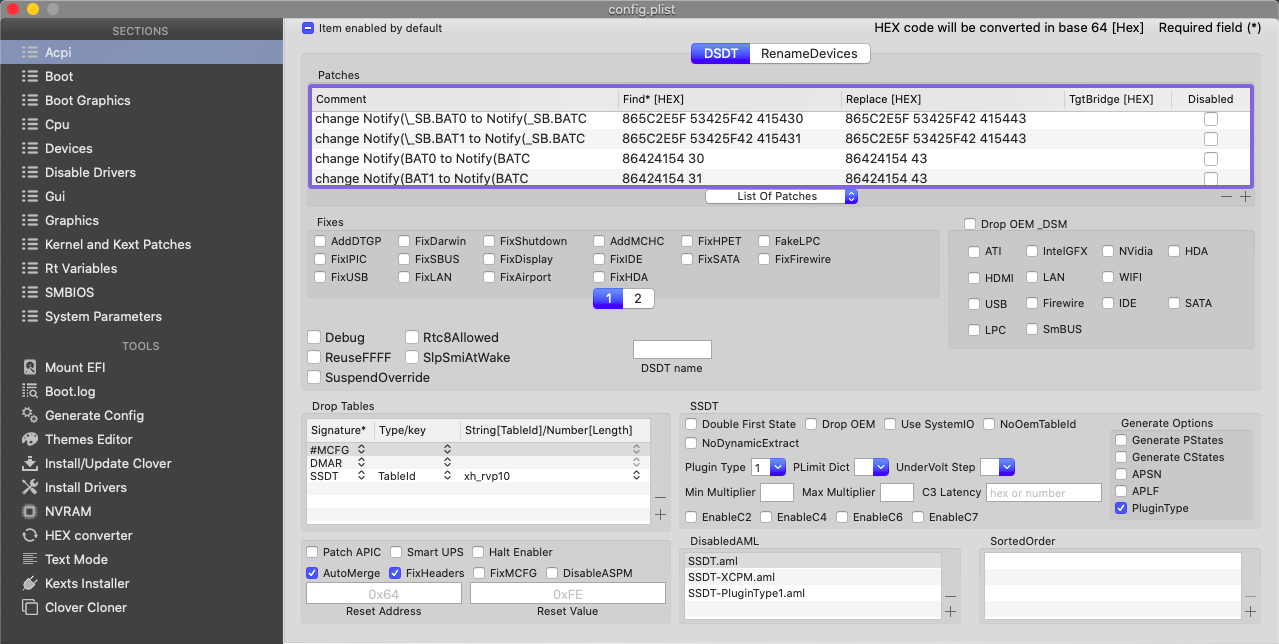 config.plist
SECTIONS
Acpi
Boot
Boot Graphics
Cpu
Devices
Disable Drivers
Gui
Graphics
Kernel and Kext Patches
Rt Variables
SMBIOS
System Parameters
TOOLS
Mount EFI
Boot.log
Generate Config
Themes Editor
Install/Update Clover
Install Drivers
NVRAM
HEX converter
Text Mode
Kexts Installer
Clover Cloner
Item enabled by default
HEX code will be converted in base 64 [Hex] Required field (*)
DSDT RenameDevices
Patches
Comment Find* [HEX] Replace [HEX] TgtBridge [HEX] Disabled
change Notify(\_SB.BAT0 to Notify(_SB.BATC 865C2E5F 53425F42 415430 865C2E5F 53425F42 415443
change Notify(\_SB.BAT1 to Notify(_SB.BATC 865C2E5F 53425F42 415431 865C2E5F 53425F42 415443
change Notify(BAT0 to Notify(BATC 86424154 30 86424154 43
change Notify(BAT1 to Notify(BATC 86424154 31 86424154 43
List Of Patches
Fixes
AddDTGP FixDarwin FixShutdown AddMCHC FixHPET FakeLPC
FixIPIC FixSBUS FixDisplay FixIDE FixSATA FixFirewire
FixUSB FixLAN FixAirport FixHDA
1 2
Drop OEM _DSM
ATI IntelGFX NVidia HDA
HDMI LAN WIFI
USB Firewire IDE SATA
LPC SmBUS
Debug Rtc8Allowed
ReuseFFFF SlpSmiAtWake
SuspendOverride
DSDT name
Drop Tables
Signature* Type/key String[TableId]/Number[Length]
#MCFG
DMAR
SSDT TableId xh_rvp10
SSDT
Double First State Drop OEM Use SystemIO NoOemTableId
NoDynamicExtract
Plugin Type 1 PLimit Dict UnderVolt Step
Min Multiplier Max Multiplier C3 Latency hex or number
EnableC2 EnableC4 EnableC6 EnableC7
Generate Options
Generate PStates
Generate CStates
APSN
APLF
PluginType
Patch APIC Smart UPS Halt Enabler
AutoMerge FixHeaders FixMCFG DisableASPM
0x64 0xFE
Reset Address Reset Value
DisabledAML
SSDT.aml
SSDT-XCPM.aml
SSDT-PluginType1.aml
SortedOrder